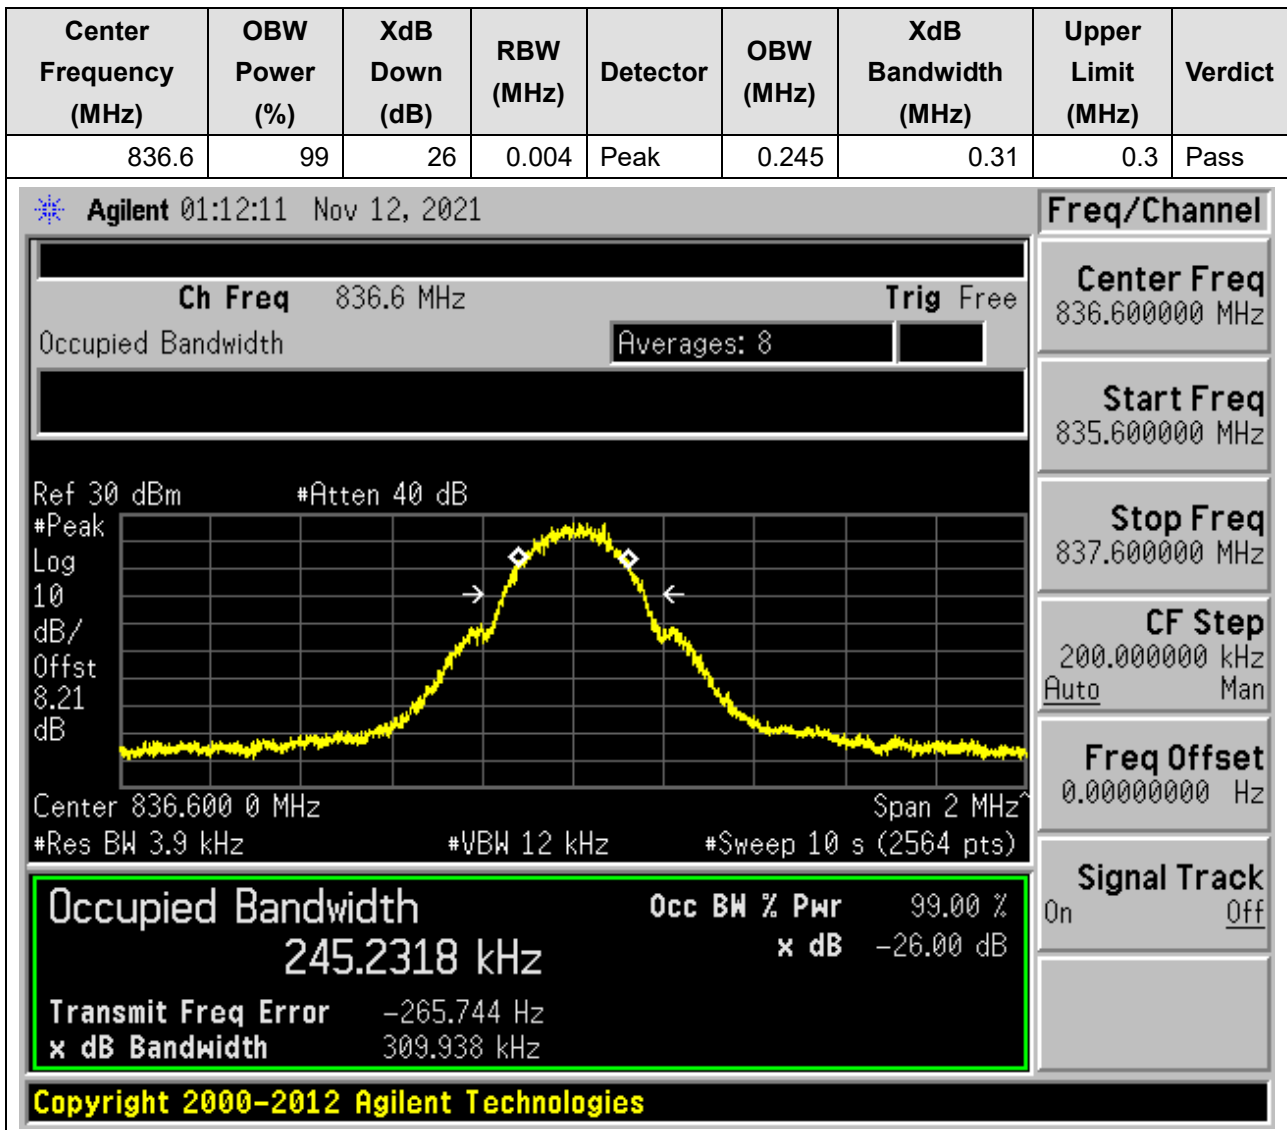 Center Frequency (MHz) OBW Power (%) XdB Down (dB) RBW (MHz) Detector OBW (MHz) XdB Bandwidth (MHz) Upper Limit (MHz) Verdict
836.6 99 26 0.004 Peak 0.245 0.31 0.3 Pass
Agilent 01:12:11 Nov 12, 2021
Freq/Channel
Ch Freq 836.6 MHz Trig Free
Occupied Bandwidth Averages: 8
Ref 30 dBm #Atten 40 dB
#Peak
Log
10
dB/
Offst
8.21
dB
Center 836.600 0 MHz Span 2 MHz^
#Res BW 3.9 kHz #VBW 12 kHz #Sweep 10 s (2564 pts)
Occupied Bandwidth Occ BW % Pwr 99.00 %
245.2318 kHz x dB -26.00 dB
Transmit Freq Error -265.744 Hz
x dB Bandwidth 309.938 kHz
Center Freq
836.600000 MHz
Start Freq
835.600000 MHz
Stop Freq
837.600000 MHz
CF Step
200.000000 kHz
Auto Man
Freq Offset
0.00000000 Hz
Signal Track
On Off
Copyright 2000-2012 Agilent Technologies